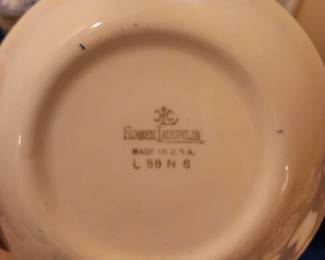 HOMER LAUGHLIN
MADE IN U.S.A.
L 58 N 6